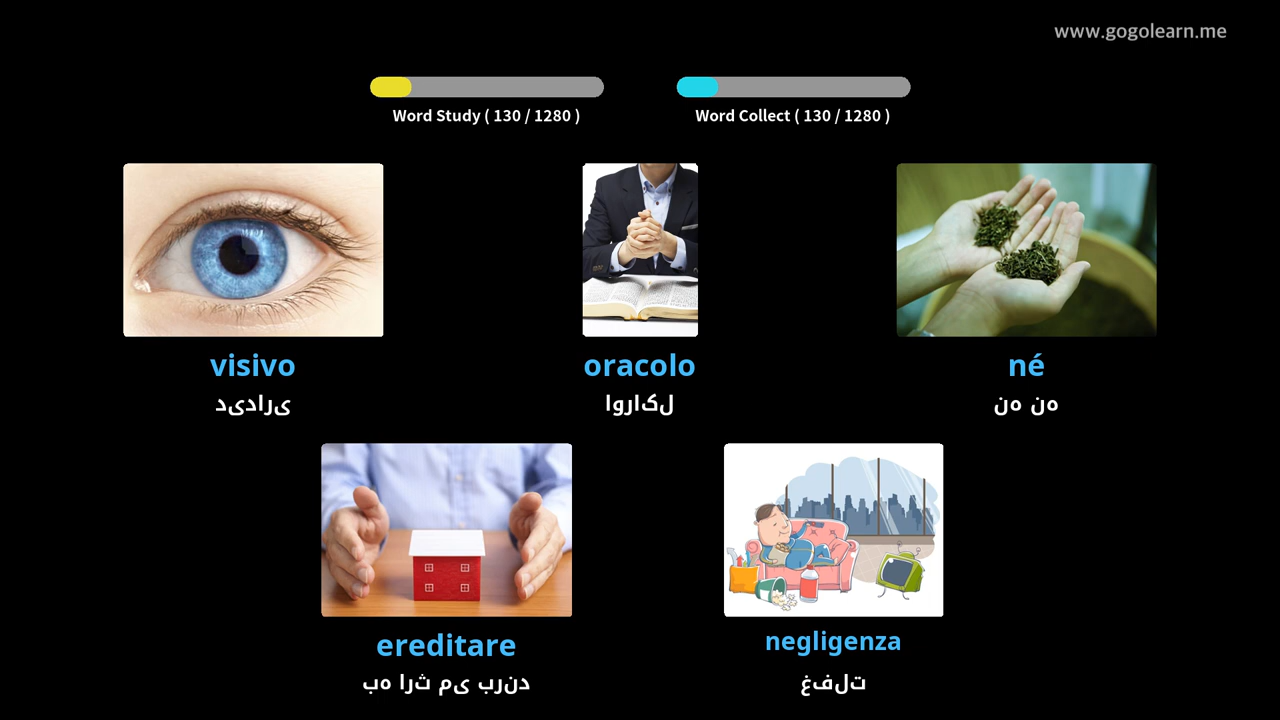 www.gogolearn.me
Word Study ( 130 / 1280 )
Word Collect ( 130 / 1280 )
visivo
دیداری
oracolo
اوراکل
né
نه نه
ereditare
به ارث می برند
negligenza
غفلت